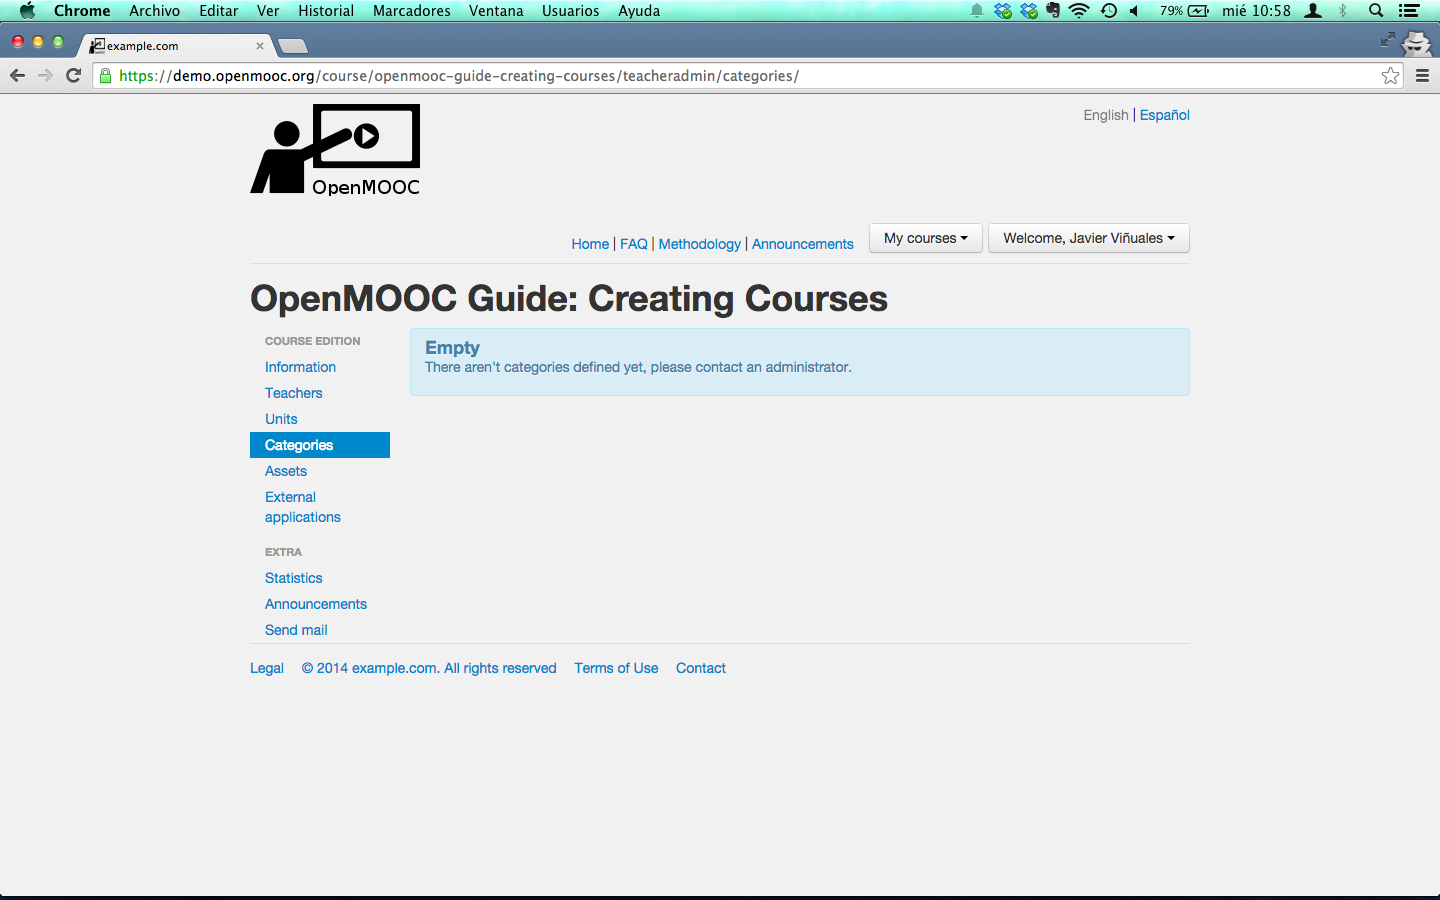 Chrome Archivo Editar Ver Historial Marcadores Ventana Usuarios Ayuda 79% mié 10:58
example.com
https://demo.openmooc.org/course/openmooc-guide-creating-courses/teacheradmin/categories/
English | Español
OpenMOOC
Home | FAQ | Methodology | Announcements My courses Welcome, Javier Viñuales
OpenMOOC Guide: Creating Courses
COURSE EDITION
Information
Teachers
Units
Categories
Assets
External
applications
EXTRA
Statistics
Announcements
Send mail
Empty
There aren't categories defined yet, please contact an administrator.
Legal © 2014 example.com. All rights reserved Terms of Use Contact